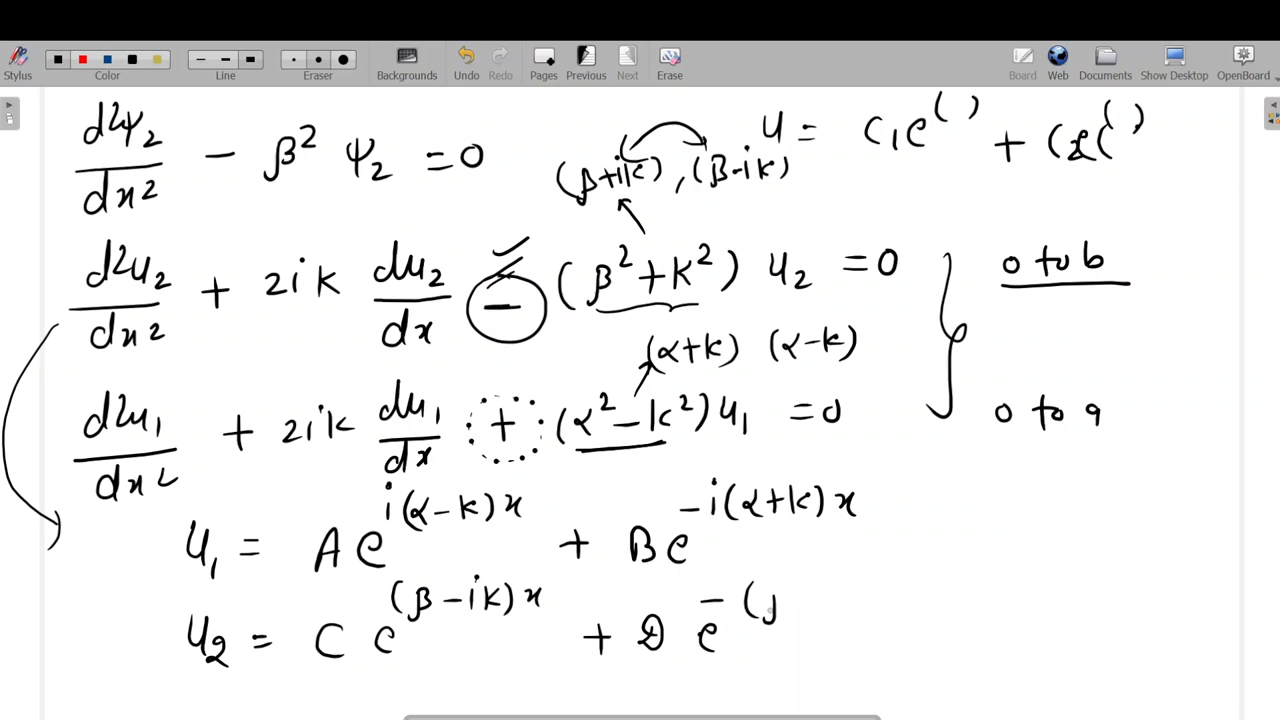 Stylus Color Line Eraser Backgrounds Undo Redo Pages Previous Next Erase Board Web Documents Show Desktop OpenBoard
d²ψ₂/dx² - β² ψ₂ = 0
(β+ik), (β-ik)
u = C₁e^( ) + C₂e^( )
d²u₂/dx² + 2ik du₂/dx - (β²+k²) u₂ = 0
0 to b
(α+k) (α-k)
d²u₁/dx² + 2ik du₁/dx + (α²-k²)u₁ = 0
0 to a
u₁ = A e^i(α-k)x + B e^-i(α+k)x
u₂ = C e^(β-ik)x + D e^-(